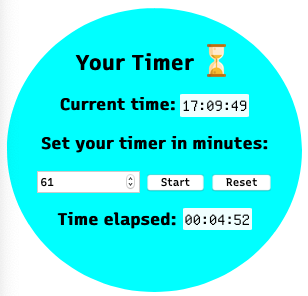 Your Timer ⏳
Current time: 17:09:49
Set your timer in minutes:
61 Start Reset
Time elapsed: 00:04:52